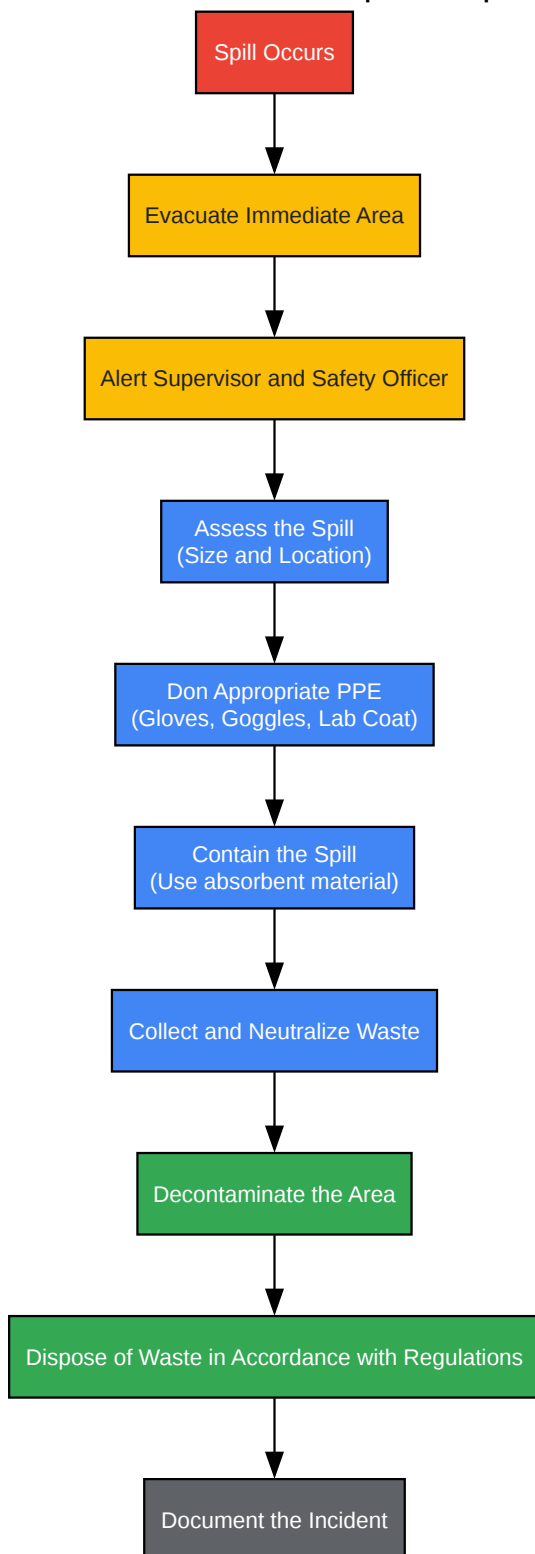 Spill Occurs
Evacuate Immediate Area
Alert Supervisor and Safety Officer
Assess the Spill
(Size and Location)
Don Appropriate PPE
(Gloves, Goggles, Lab Coat)
Contain the Spill
(Use absorbent material)
Collect and Neutralize Waste
Decontaminate the Area
Dispose of Waste in Accordance with Regulations
Document the Incident